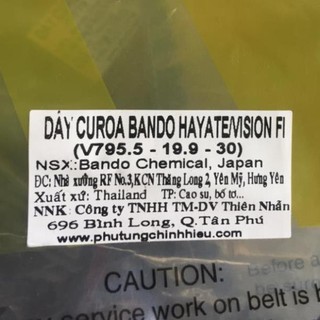 DÂY CUROA BANDO HAYATE/VISION FI
(V795.5 - 19.9 - 30)
NSX:Bando Chemical, Japan
ĐC: Nhà xưởng RF No.3,KCN Thăng Long 2, Yên Mỹ, Hưng Yên
Xuất xứ: Thailand TP: Cao su, bố tơ...
NNK: Công ty TNHH TM-DV Thiên Nhẫn
696 Bình Long, Q.Tân Phú
www.phutungchinhhieu.com
CAUTION:
Before a
service work on belt is b